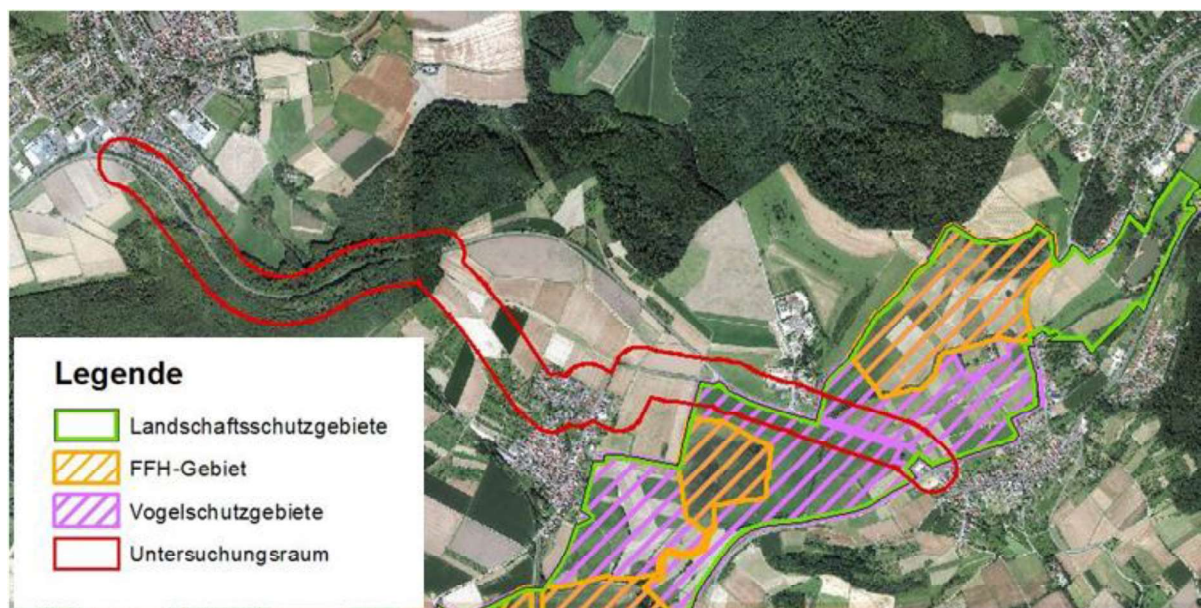 Legende
Landschaftsschutzgebiete
FFH-Gebiet
Vogelschutzgebiete
Untersuchungsraum